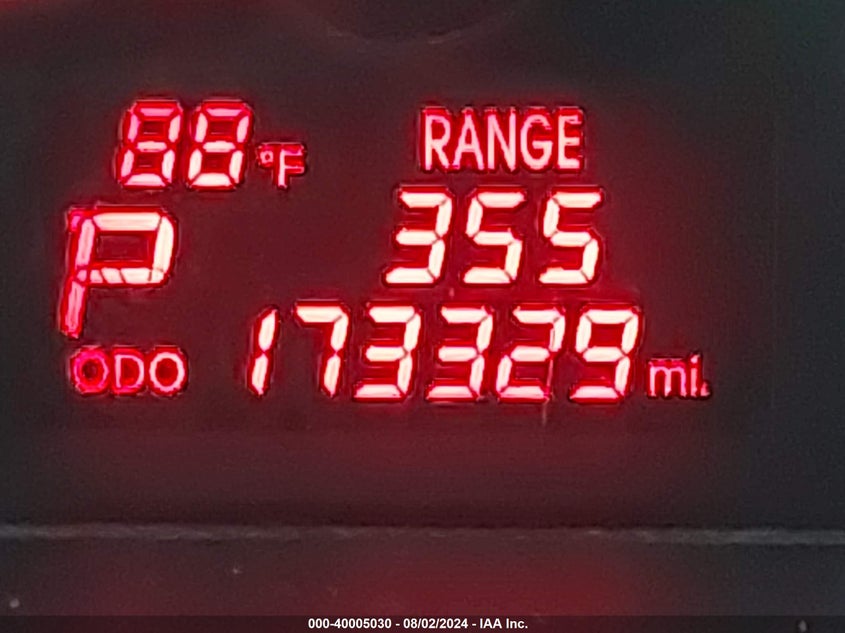 88°F
RANGE
P
355
ODO 173329 mi.
000-40005030 - 08/02/2024 - IAA Inc.